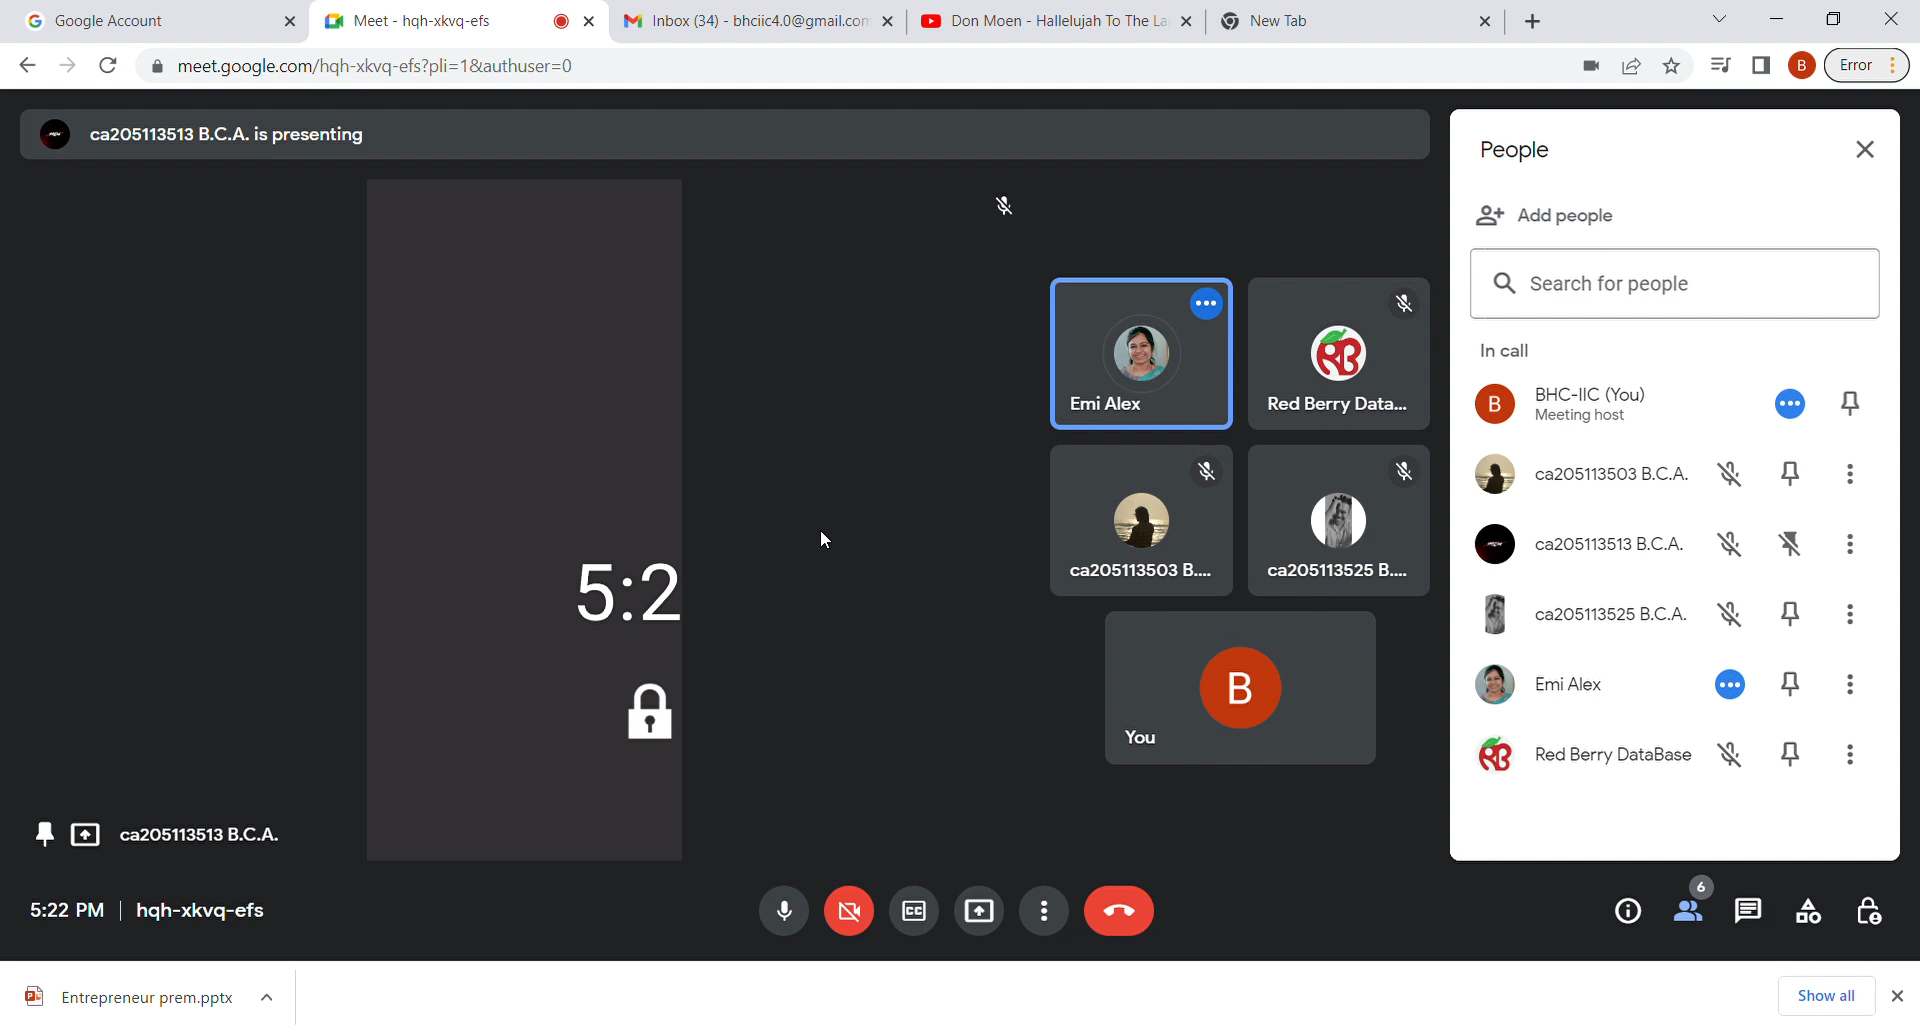 Google Account
Meet - hqh-xkvq-efs
Inbox (34) - bhciic4.0@gmail.com
Don Moen - Hallelujah To The La
New Tab
meet.google.com/hqh-xkvq-efs?pli=1&authuser=0
B
Error
ca205113513 B.C.A. is presenting
People
Add people
Search for people
In call
Emi Alex
Red Berry Data...
B
BHC-IIC (You)
Meeting host
ca205113503 B.C.A.
ca205113513 B.C.A.
ca205113503 B....
ca205113525 B....
5:2
ca205113525 B.C.A.
Emi Alex
B
You
Red Berry DataBase
ca205113513 B.C.A.
5:22 PM | hqh-xkvq-efs
CC
6
Entrepreneur prem.pptx
Show all